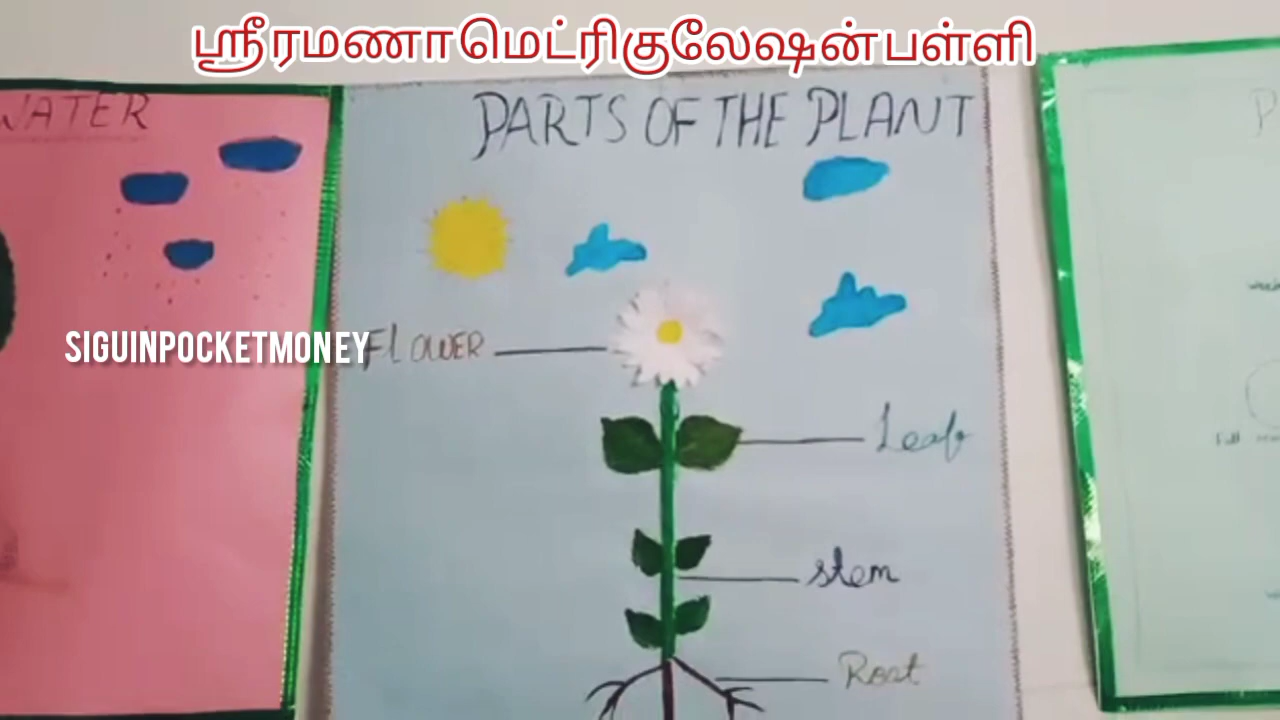 ஸ்ரீரமணாமெட்ரிகுலேஷன்பள்ளி
WATER
PARTS OF THE PLANT
SIGUINPOCKETMONEY
FLOWER
Leaf
stem
Root